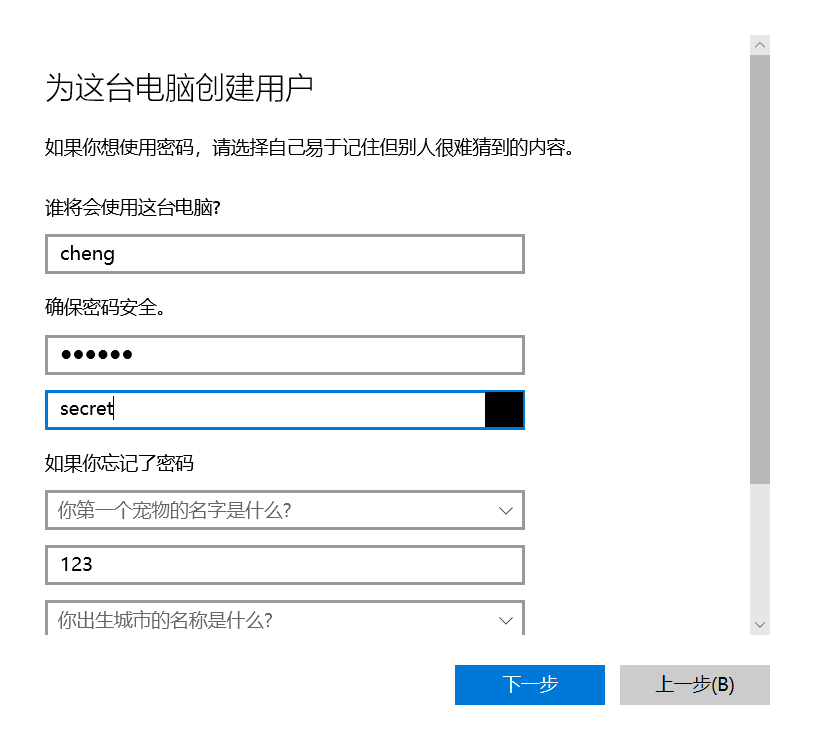 为这台电脑创建用户
如果你想使用密码，请选择自己易于记住但别人很难猜到的内容。
谁将会使用这台电脑?
cheng
确保密码安全。
●●●●●●
secret
如果你忘记了密码
你第一个宠物的名字是什么?
123
你出生城市的名称是什么?
下一步
上一步(B)